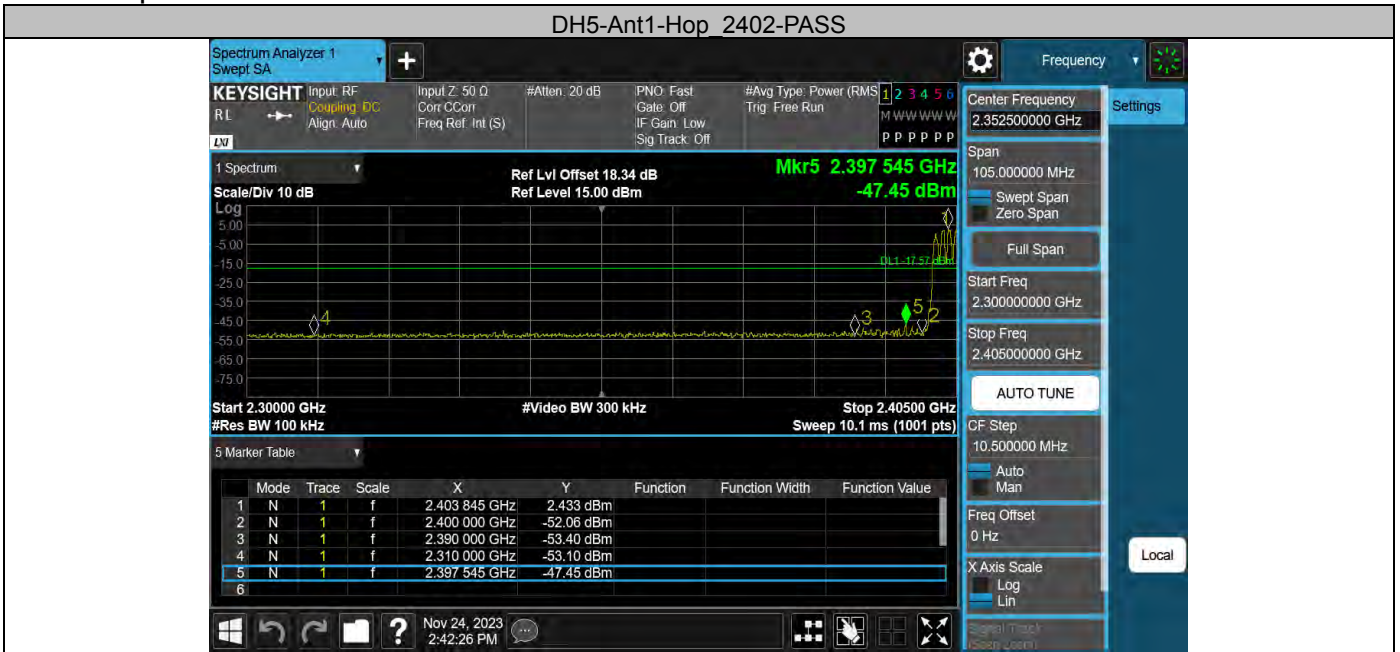 DH5-Ant1-Hop_2402-PASS
Spectrum Analyzer 1
Swept SA
+
Frequency
KEYSIGHT
RL
LXI
Input: RF
Coupling: DC
Align: Auto
Input Z: 50 Ω
Corr CCorr
Freq Ref: Int (S)
#Atten: 20 dB
PNO: Fast
Gate: Off
IF Gain: Low
Sig Track: Off
#Avg Type: Power (RMS
Trig: Free Run
1 2 3 4 5 6
M W W W W W
P P P P P P
1 Spectrum
Scale/Div 10 dB
Ref Lvl Offset 18.34 dB
Ref Level 15.00 dBm
Mkr5 2.397 545 GHz
-47.45 dBm
Log
5.00
-5.00
-15.0
-25.0
-35.0
-45.0
-55.0
-65.0
-75.0
DL1 -17.57 dBm
4
3
5
2
Start 2.30000 GHz
#Video BW 300 kHz
Stop 2.40500 GHz
#Res BW 100 kHz
Sweep 10.1 ms (1001 pts)
5 Marker Table
Mode Trace Scale X Y Function Function Width Function Value
1 N 1 f 2.403 845 GHz 2.433 dBm
2 N 1 f 2.400 000 GHz -52.06 dBm
3 N 1 f 2.390 000 GHz -53.40 dBm
4 N 1 f 2.310 000 GHz -53.10 dBm
5 N 1 f 2.397 545 GHz -47.45 dBm
6
Center Frequency
2.352500000 GHz
Settings
Span
105.000000 MHz
Swept Span
Zero Span
Full Span
Start Freq
2.300000000 GHz
Stop Freq
2.405000000 GHz
AUTO TUNE
CF Step
10.500000 MHz
Auto
Man
Freq Offset
0 Hz
X Axis Scale
Log
Lin
Signal Track
(Span Zoom)
Local
?
Nov 24, 2023
2:42:26 PM